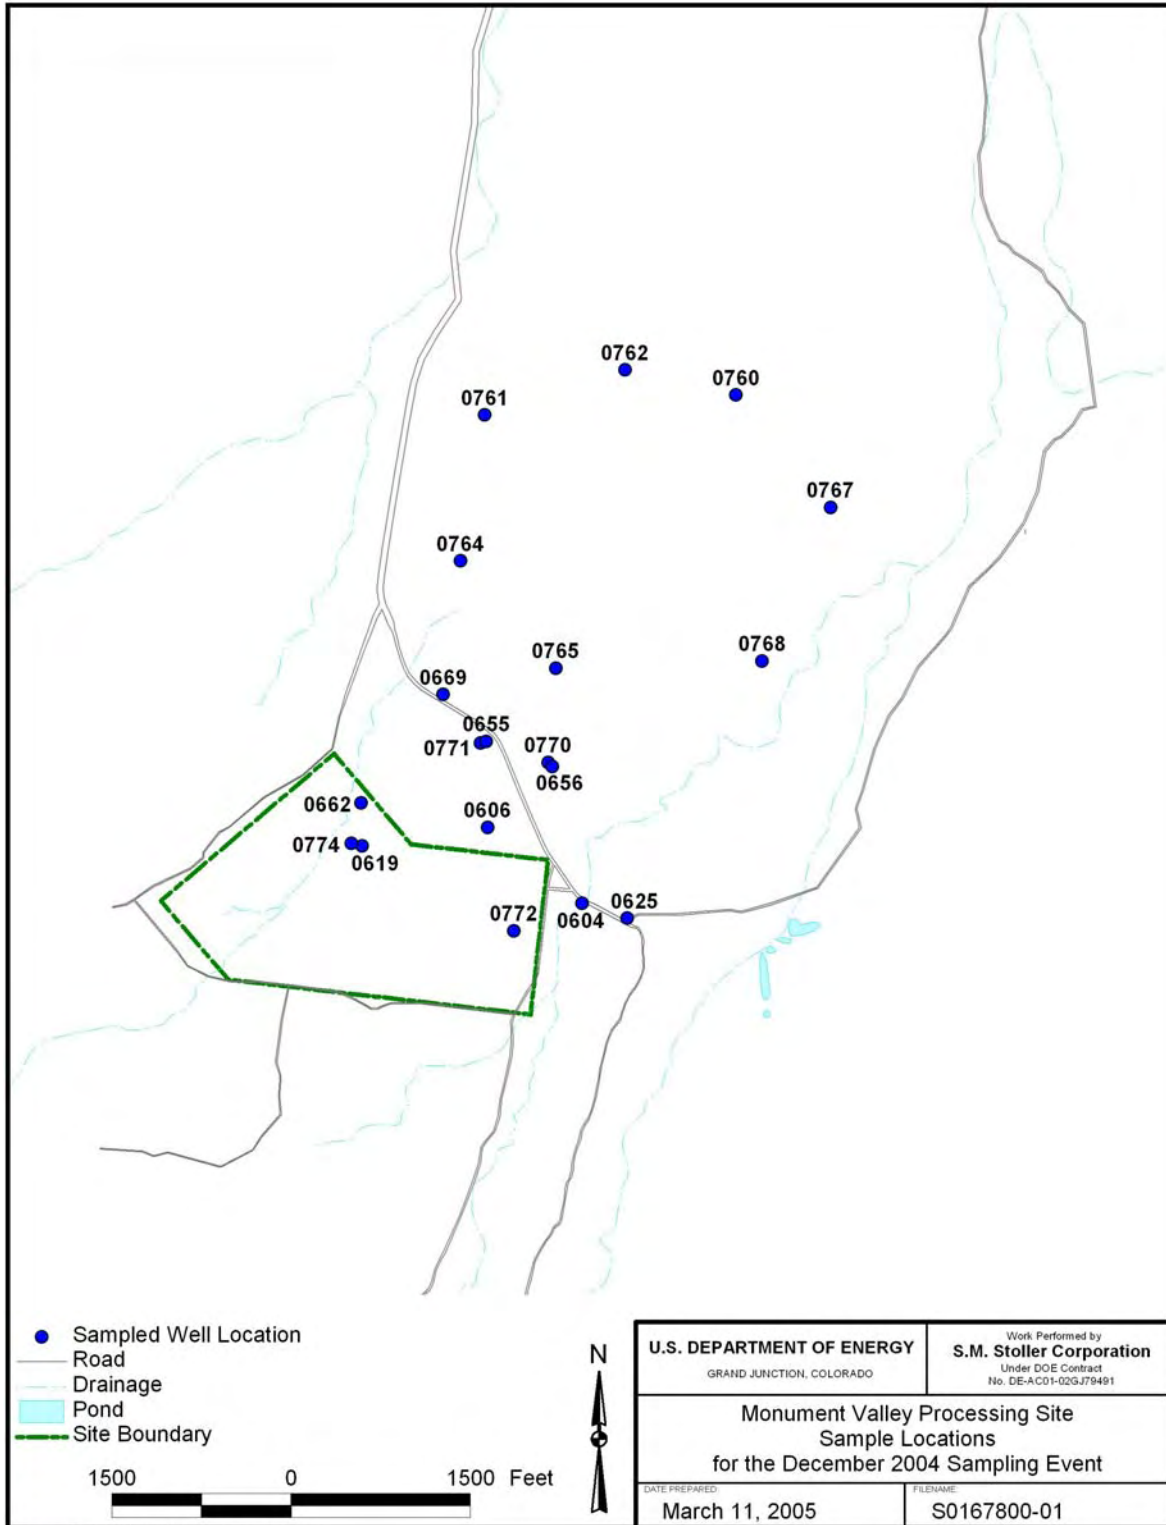 0762
0760
0761
0767
0764
0768
0765
0669
0655
0771
0770
0656
0662
0606
0774
0619
0625
0604
0772
Sampled Well Location
Road
Drainage
Pond
Site Boundary
1500 0 1500 Feet
N
U.S. DEPARTMENT OF ENERGY
GRAND JUNCTION, COLORADO
Work Performed by
S.M. Stoller Corporation
Under DOE Contract
No. DE-AC01-02GJ79491
Monument Valley Processing Site
Sample Locations
for the December 2004 Sampling Event
DATE PREPARED:
March 11, 2005
FILENAME:
S0167800-01